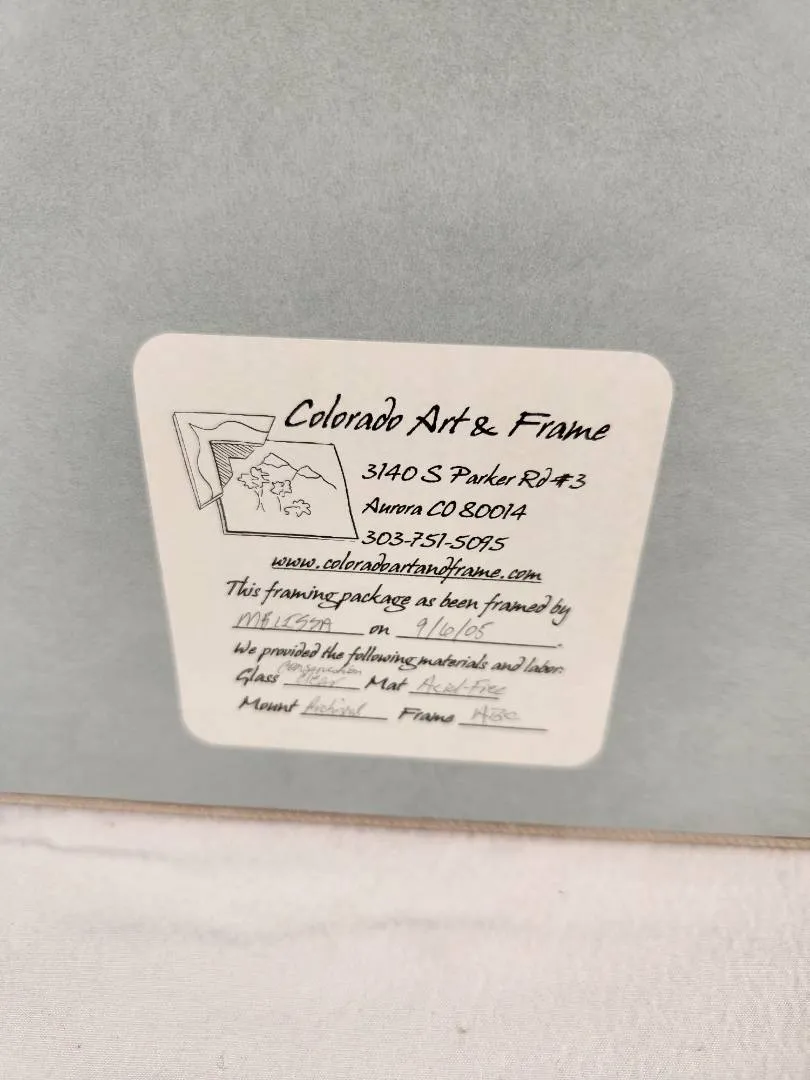 Colorado Art & Frame
3140 S Parker Rd #3
Aurora CO 80014
303-751-5095
www.coloradoartandframe.com
This framing package as been framed by
MELISSA on 9/6/05.
We provided the following materials and labor:
Conservation
Glass Clear Mat Acid-Free
Mount Archival Frame